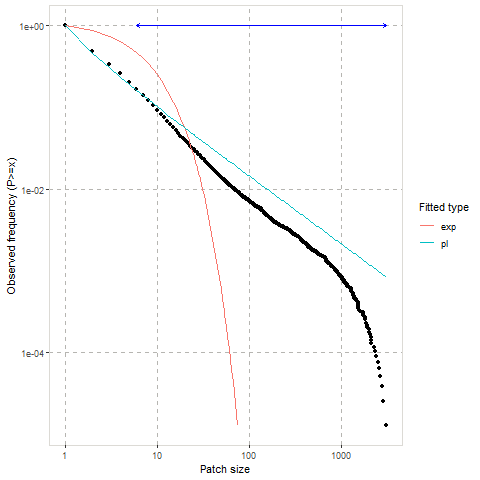 1e+00
1e-02
1e-04
Observed frequency (P>=x)
1
10
100
1000
Patch size
Fitted type
exp
pl